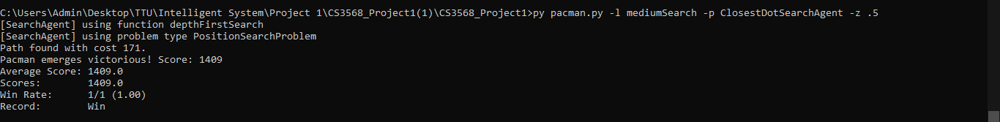 C:\Users\Admin\Desktop\TTU\Intelligent System\Project 1\CS3568_Project1(1)\CS3568_Project1>py pacman.py -l mediumSearch -p ClosestDotSearchAgent -z .5
[SearchAgent] using function depthFirstSearch
[SearchAgent] using problem type PositionSearchProblem
Path found with cost 171.
Pacman emerges victorious! Score: 1409
Average Score: 1409.0
Scores:        1409.0
Win Rate:      1/1 (1.00)
Record:        Win